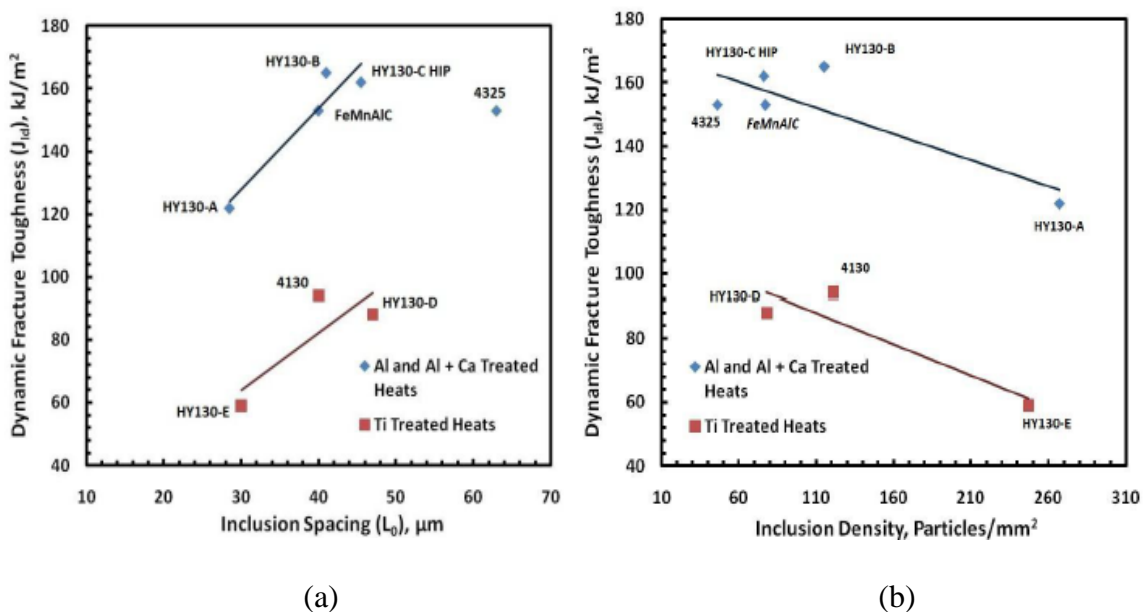 Dynamic Fracture Toughness (J₁d), kJ/m²
180
160
140
120
100
80
60
40
HY130-B
HY130-C HIP
4325
FeMnAlC
HY130-A
4130
HY130-D
HY130-E
Al and Al + Ca Treated
Heats
Ti Treated Heats
10
20
30
40
50
60
70
Inclusion Spacing (L₀), μm
(a)
Dynamic Fracture Toughness (J₁d), kJ/m²
180
160
140
120
100
80
60
40
HY130-C HIP
HY130-B
4325
FeMnAlC
HY130-A
4130
HY130-D
HY130-E
Al and Al + Ca Treated
Heats
Ti Treated Heats
10
60
110
160
210
260
310
Inclusion Density, Particles/mm²
(b)